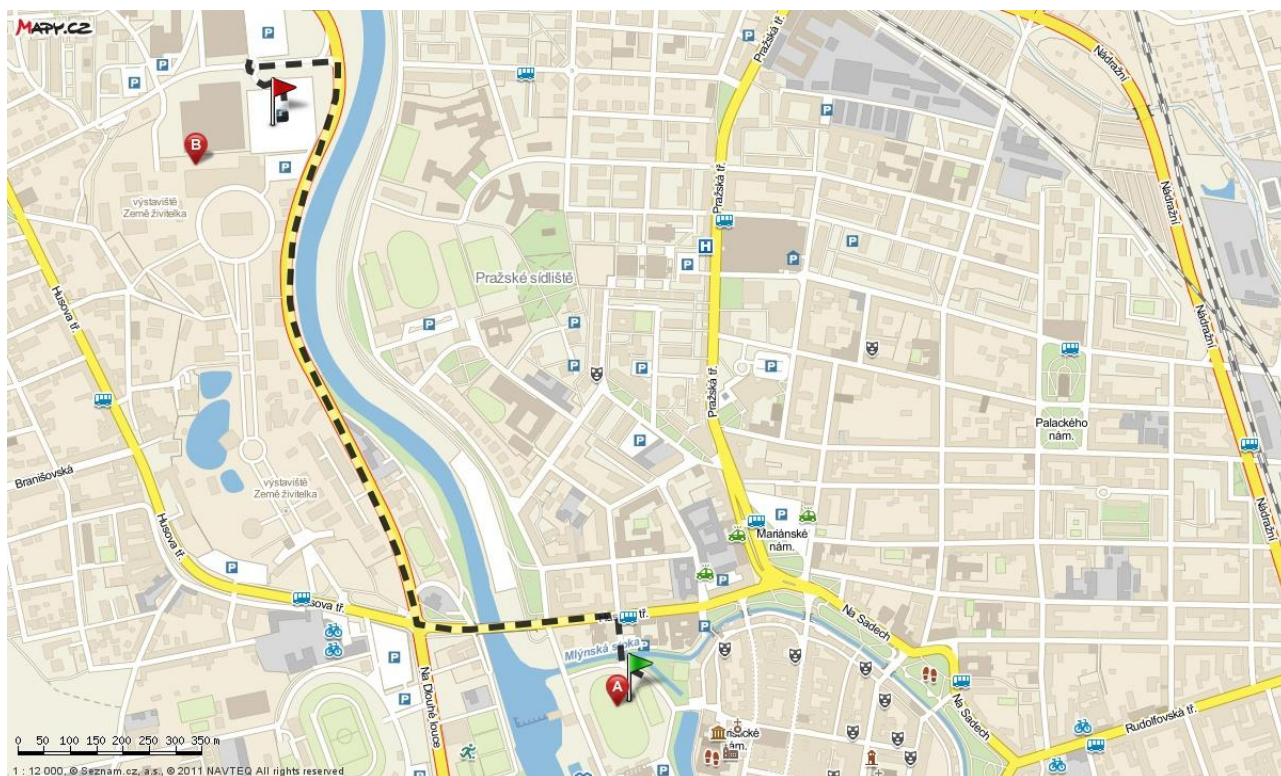 MAPY.CZ
Pražská tř.
Nádražní
B
výstaviště
Země živitelka
Pražská tř.
Nádražní
H
Pražské sídliště
Husova tř.
Nádražní
Pražská tř.
Palackého
nám.
Branišovská
výstaviště
Země živitelka
Nádražní
Husova tř.
Mariánské
nám.
Na Sadech
Mlýnská
A
Na Dlouhé louce
Na Sadech
Rudolfovská tř.
nám.
0 50 100 150 200 250 300 350 m
1 : 12 000, © Seznam.cz, a.s., © 2011 NAVTEQ All rights reserved